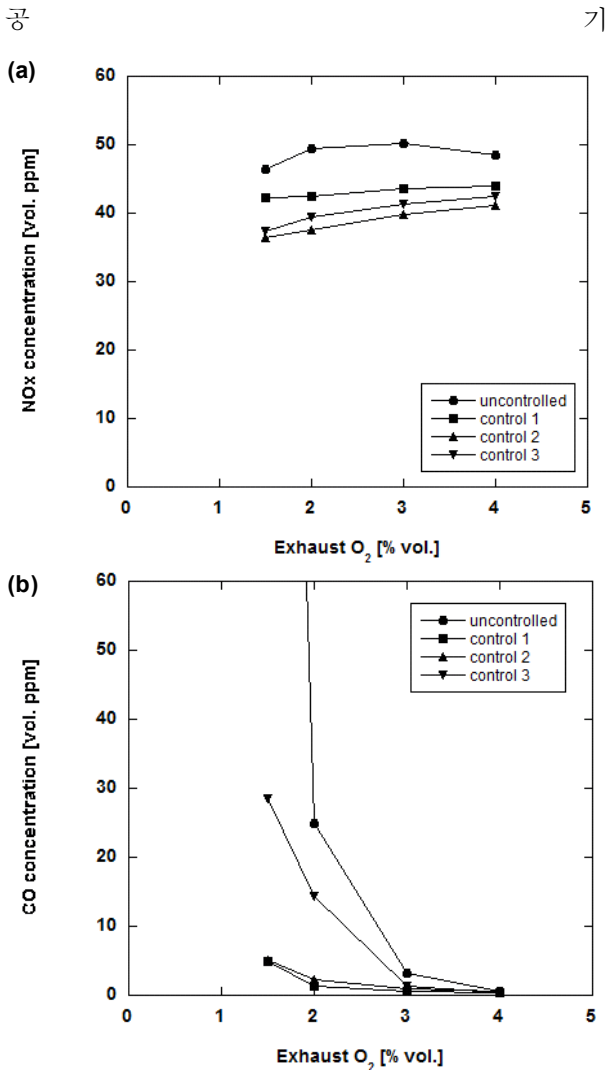 공 기
(a)
60
50
40
30
20
10
0
NOx concentration [vol. ppm]
uncontrolled
control 1
control 2
control 3
0 1 2 3 4 5
Exhaust O2 [% vol.]
(b)
60
50
40
30
20
10
0
CO concentration [vol. ppm]
uncontrolled
control 1
control 2
control 3
0 1 2 3 4 5
Exhaust O2 [% vol.]